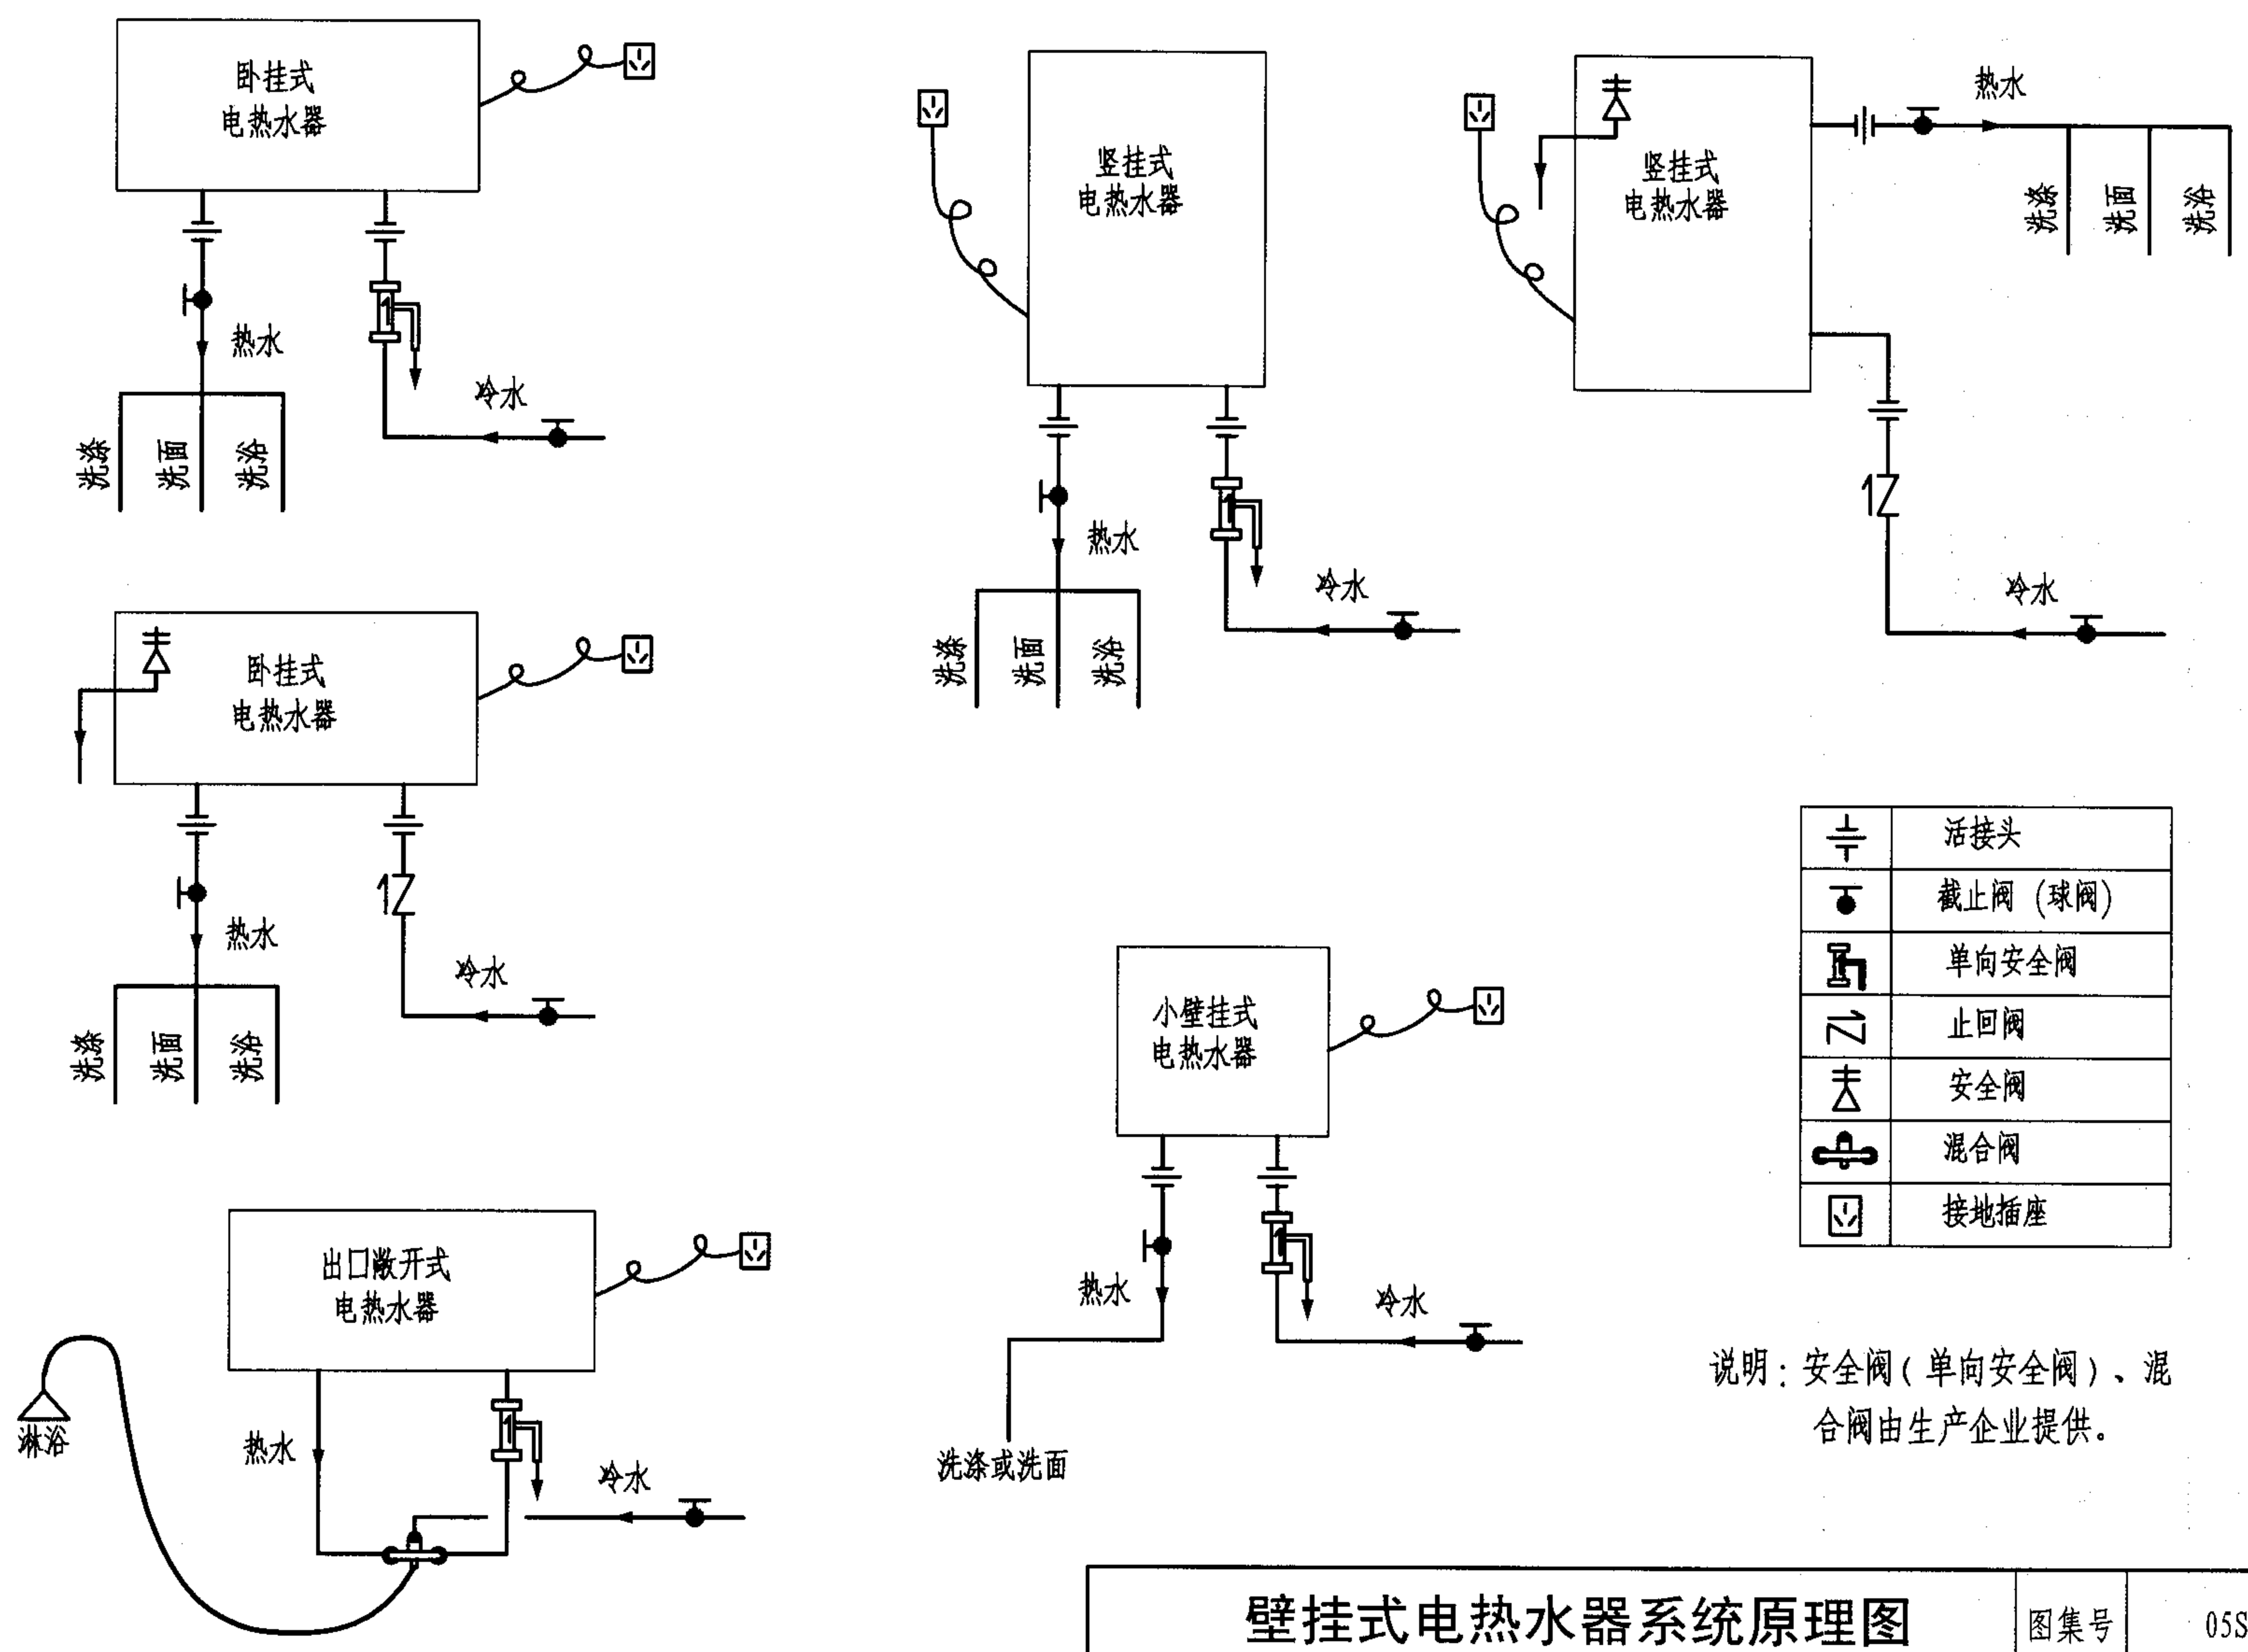 卧挂式
电热水器
热水
冷水
洗涤
洗面
洗浴
竖挂式
电热水器
热水
冷水
洗涤
洗面
洗浴
竖挂式
电热水器
热水
洗涤
洗面
洗浴
冷水
卧挂式
电热水器
热水
冷水
洗涤
洗面
洗浴
出口敞开式
电热水器
热水
冷水
淋浴
小壁挂式
电热水器
热水
冷水
洗涤或洗面
活接头
截止阀（球阀）
单向安全阀
止回阀
安全阀
混合阀
接地插座
说明：安全阀（单向安全阀）、混
合阀由生产企业提供。
壁挂式电热水器系统原理图
图集号
05S